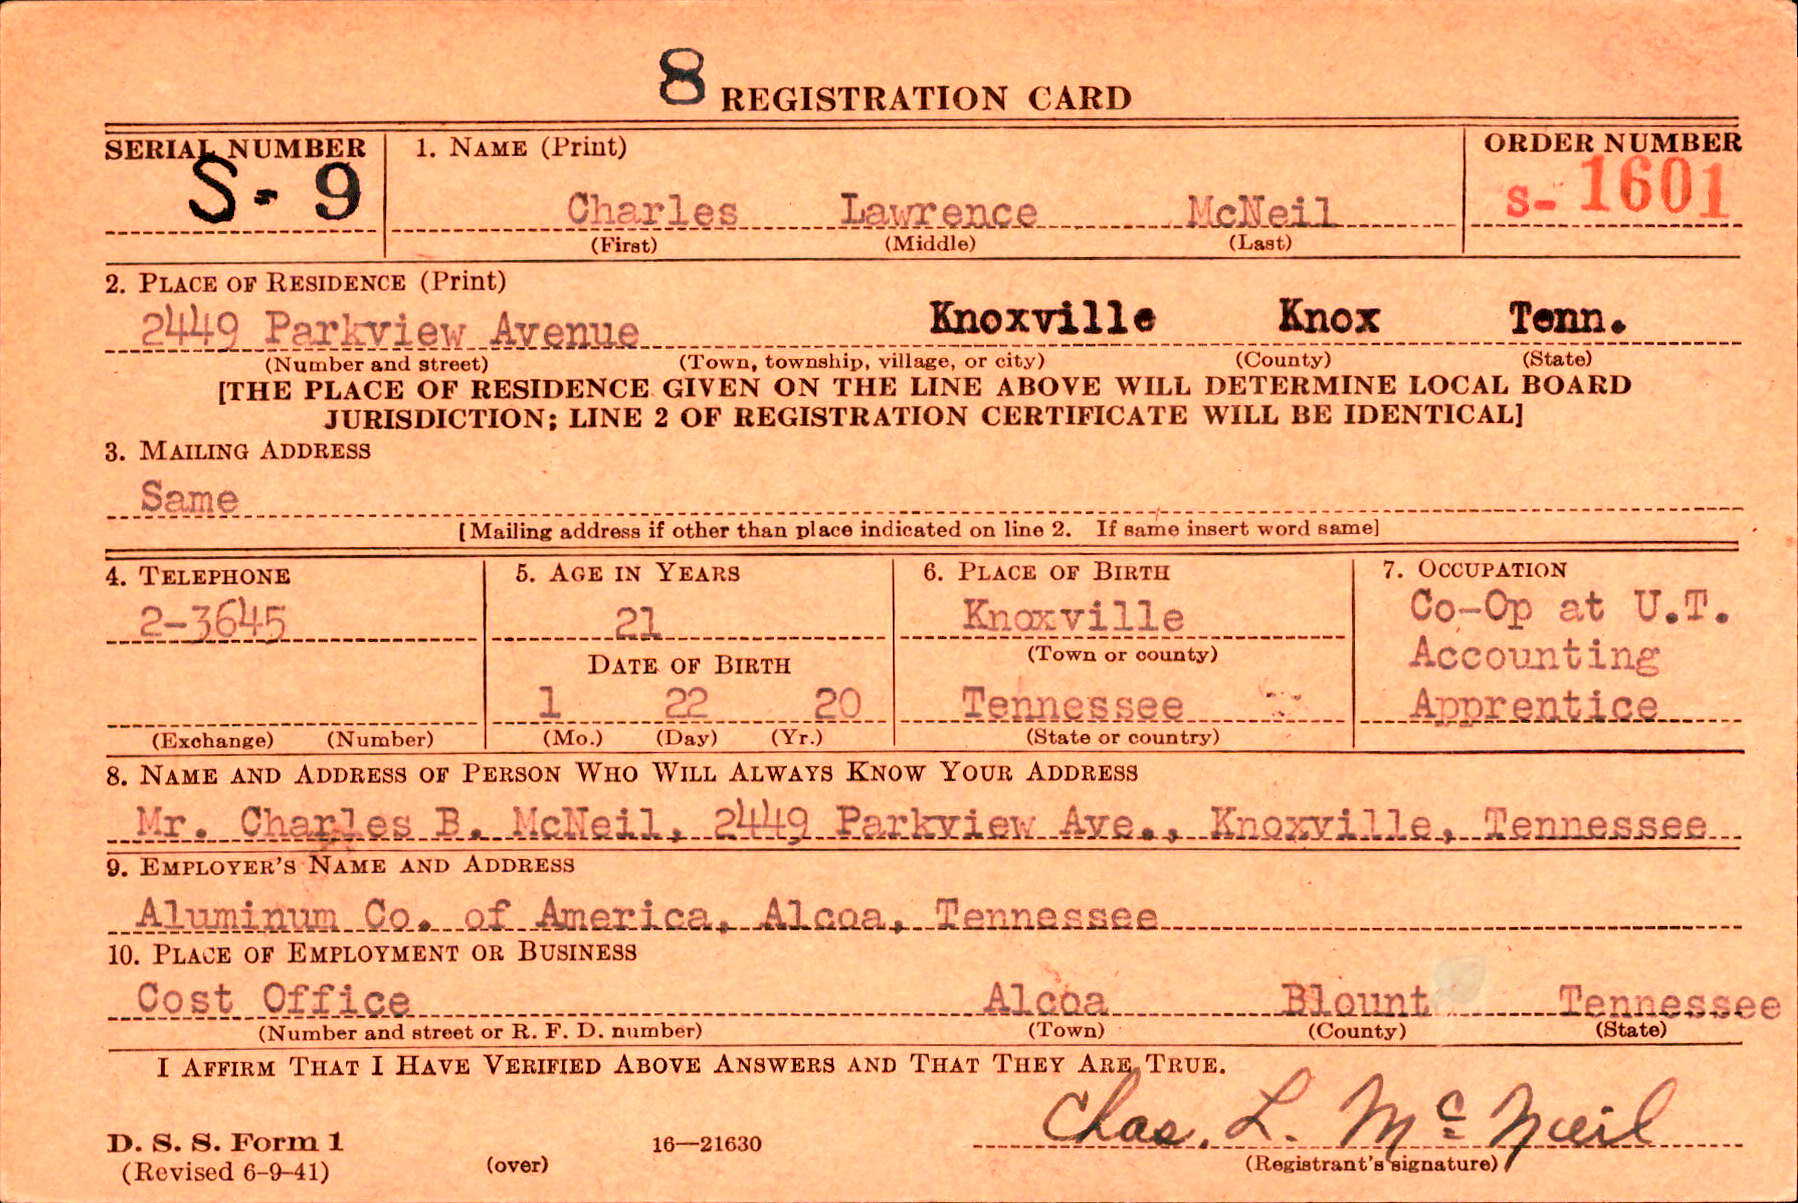 8 REGISTRATION CARD
SERIAL NUMBER 1. NAME (Print) ORDER NUMBER
S-9 Charles Lawrence McNeil S-1601
(First) (Middle) (Last)
2. PLACE OF RESIDENCE (Print)
2449 Parkview Avenue Knoxville Knox Tenn.
(Number and street) (Town, township, village, or city) (County) (State)
[THE PLACE OF RESIDENCE GIVEN ON THE LINE ABOVE WILL DETERMINE LOCAL BOARD
JURISDICTION; LINE 2 OF REGISTRATION CERTIFICATE WILL BE IDENTICAL]
3. MAILING ADDRESS
Same
[Mailing address if other than place indicated on line 2. If same insert word same]
4. TELEPHONE 5. AGE IN YEARS 6. PLACE OF BIRTH 7. OCCUPATION
2-3645 21 Knoxville Co-Op at U.T.
DATE OF BIRTH (Town or county) Accounting
1 22 20 Tennessee Apprentice
(Exchange) (Number) (Mo.) (Day) (Yr.) (State or country)
8. NAME AND ADDRESS OF PERSON WHO WILL ALWAYS KNOW YOUR ADDRESS
Mr. Charles B. McNeil, 2449 Parkview Ave., Knoxville, Tennessee
9. EMPLOYER'S NAME AND ADDRESS
Aluminum Co. of America, Alcoa, Tennessee
10. PLACE OF EMPLOYMENT OR BUSINESS
Cost Office Alcoa Blount Tennessee
(Number and street or R. F. D. number) (Town) (County) (State)
I AFFIRM THAT I HAVE VERIFIED ABOVE ANSWERS AND THAT THEY ARE TRUE.
Chas. L. McNeil
D. S. S. Form 1 16—21630
(Revised 6-9-41) (over) (Registrant's signature)